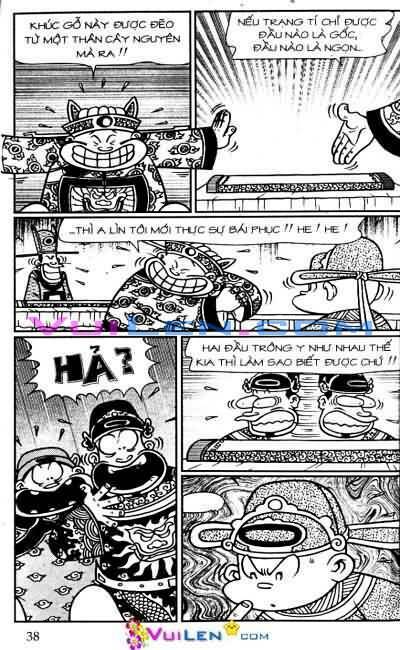 KHÚC GỖ NÀY ĐƯỢC ĐẼO
TỪ MỘT THÂN CÂY NGUYÊN
MÀ RA !!
NẾU TRẠNG TÍ CHỈ ĐƯỢC
ĐẦU NÀO LÀ GỐC,
ĐẦU NÀO LÀ NGỌN...
...THÌ A LÌN TÔI MỚI THỰC SỰ BÁI PHỤC !! HE ! HE !
VUILEN.COM
HẢ?
HAI ĐẦU TRÔNG Y NHƯ NHAU THẾ
KIA THÌ LÀM SAO BIẾT ĐƯỢC CHỨ !!
38
VUILEN.COM